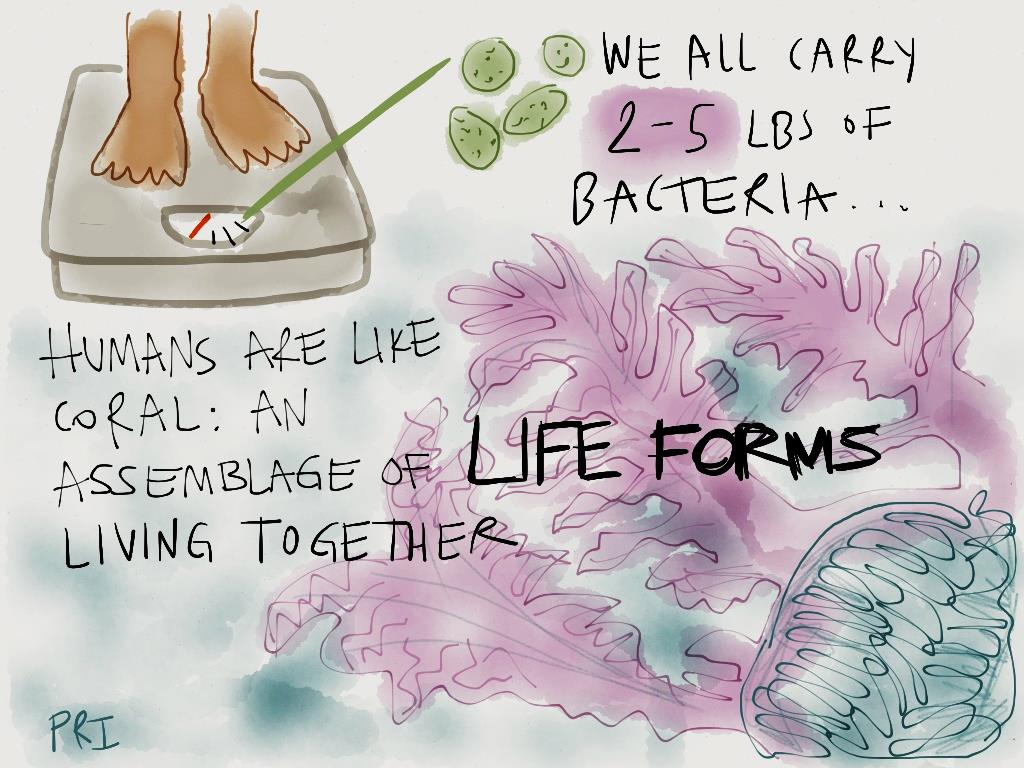 WE ALL CARRY
2-5 LBS OF
BACTERIA...
HUMANS ARE LIKE
CORAL: AN
ASSEMBLAGE OF LIFE FORMS
LIVING TOGETHER
PRI